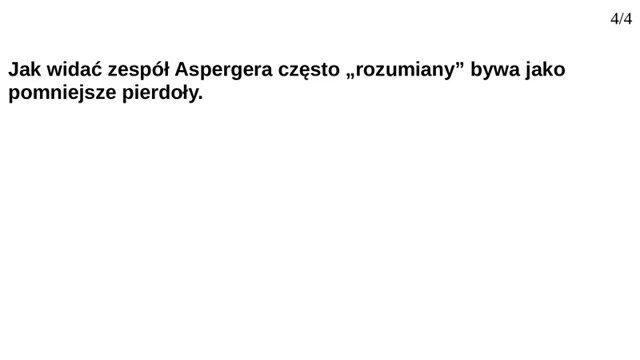 4/4
Jak widać zespół Aspergera często „rozumiany” bywa jako
pomniejsze pierdoły.